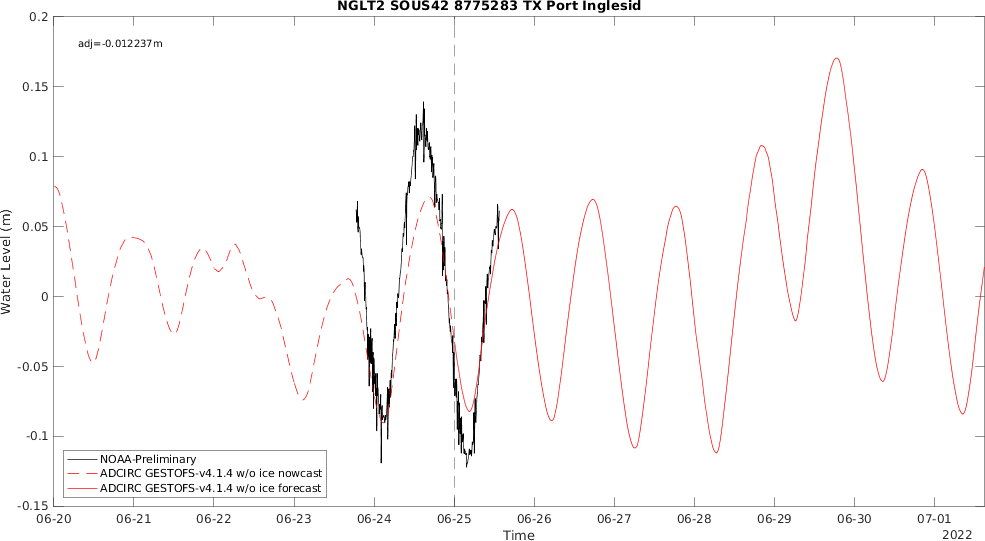 NGLT2 SOUS42 8775283 TX Port Inglesid
adj=-0.012237m
Water Level (m)
0.2
0.15
0.1
0.05
0
-0.05
-0.1
-0.15
NOAA-Preliminary
ADCIRC GESTOFS-v4.1.4 w/o ice nowcast
ADCIRC GESTOFS-v4.1.4 w/o ice forecast
06-20 06-21 06-22 06-23 06-24 06-25 06-26 06-27 06-28 06-29 06-30 07-01
Time
2022